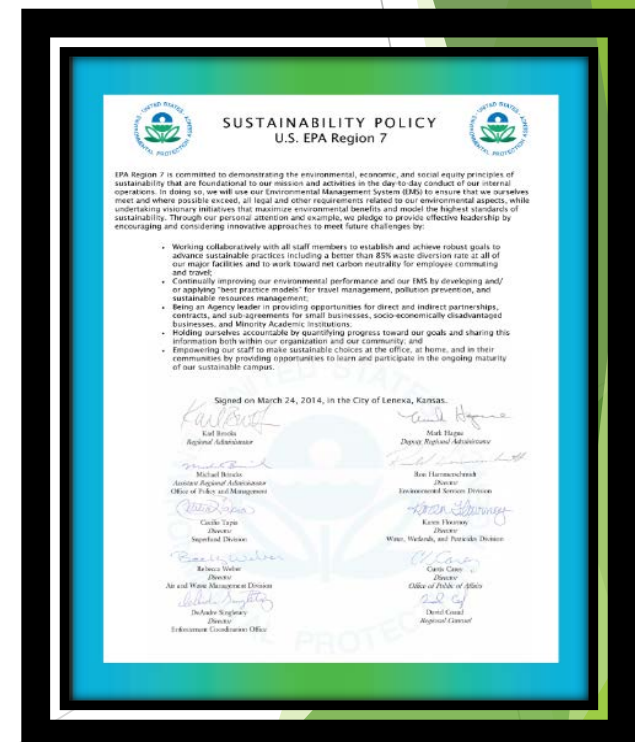 SUSTAINABILITY POLICY
U.S. EPA Region 7
EPA Region 7 is committed to demonstrating the environmental, economic, and social equity principles of
sustainability that are foundational to our mission and activities in the day-to-day conduct of our internal
operations. In doing so, we will use our Environmental Management System (EMS) to ensure that we ourselves
meet and where possible exceed, all legal and other requirements related to our environmental aspects, while
undertaking visionary initiatives that maximize environmental benefits and model the highest standards of
sustainability. Through our personal attention and example, we pledge to provide effective leadership by
encouraging and considering innovative approaches to meet future challenges by:
• Working collaboratively with all staff members to establish and achieve robust goals to
advance sustainable practices including a better than 85% waste diversion rate at all of
our major facilities and to work toward net carbon neutrality for employee commuting
and travel;
• Continually improving our environmental performance and our EMS by developing and/
or applying "best practice models" for travel management, pollution prevention, and
sustainable resources management;
• Being an Agency leader in providing opportunities for direct and indirect partnerships,
contracts, and sub-agreements for small businesses, socio-economically disadvantaged
businesses, and Minority Academic Institutions;
• Holding ourselves accountable by quantifying progress toward our goals and sharing this
information both within our organization and our community; and
• Empowering our staff to make sustainable choices at the office, at home, and in their
communities by providing opportunities to learn and participate in the ongoing maturity
of our sustainable campus.
Signed on March 24, 2014, in the City of Lenexa, Kansas.
Karl Brooks
Regional Administrator
Mark Hague
Deputy Regional Administrator
Michael Brincks
Assistant Regional Administrator
Office of Policy and Management
Ron Hammerschmidt
Director
Environmental Services Division
Cecilia Tapia
Director
Superfund Division
Karen Flournoy
Director
Water, Wetlands, and Pesticides Division
Rebecca Weber
Director
Air and Waste Management Division
Curtis Carey
Director
Office of Public Affairs
DeAndre Singletary
Director
Enforcement Coordination Office
David Cozad
Regional Counsel